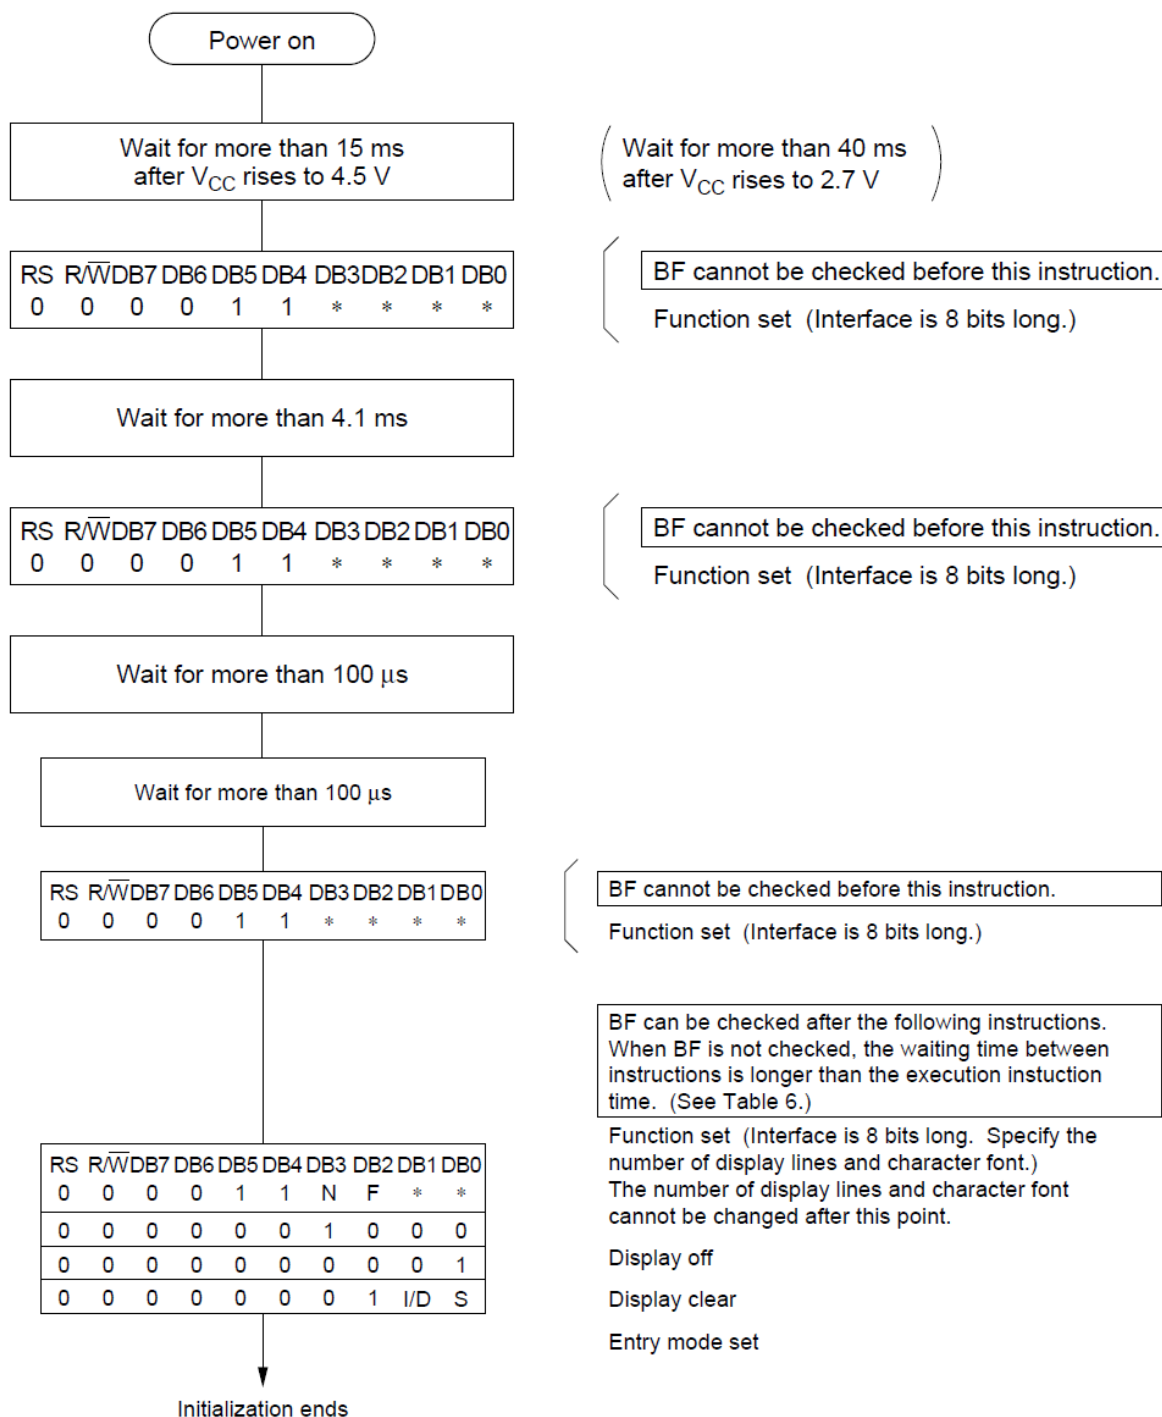 Power on
Wait for more than 15 ms
after VCC rises to 4.5 V
Wait for more than 40 ms
after VCC rises to 2.7 V
RS R/W̅ DB7 DB6 DB5 DB4 DB3 DB2 DB1 DB0
0 0 0 0 1 1 * * * *
BF cannot be checked before this instruction.
Function set (Interface is 8 bits long.)
Wait for more than 4.1 ms
RS R/W̅ DB7 DB6 DB5 DB4 DB3 DB2 DB1 DB0
0 0 0 0 1 1 * * * *
BF cannot be checked before this instruction.
Function set (Interface is 8 bits long.)
Wait for more than 100 μs
Wait for more than 100 μs
RS R/W̅ DB7 DB6 DB5 DB4 DB3 DB2 DB1 DB0
0 0 0 0 1 1 * * * *
BF cannot be checked before this instruction.
Function set (Interface is 8 bits long.)
BF can be checked after the following instructions.
When BF is not checked, the waiting time between
instructions is longer than the execution instuction
time. (See Table 6.)
RS R/W̅ DB7 DB6 DB5 DB4 DB3 DB2 DB1 DB0
0 0 0 0 1 1 N F * *
0 0 0 0 0 0 1 0 0 0
0 0 0 0 0 0 0 0 0 1
0 0 0 0 0 0 0 1 I/D S
Function set (Interface is 8 bits long. Specify the
number of display lines and character font.)
The number of display lines and character font
cannot be changed after this point.
Display off
Display clear
Entry mode set
Initialization ends